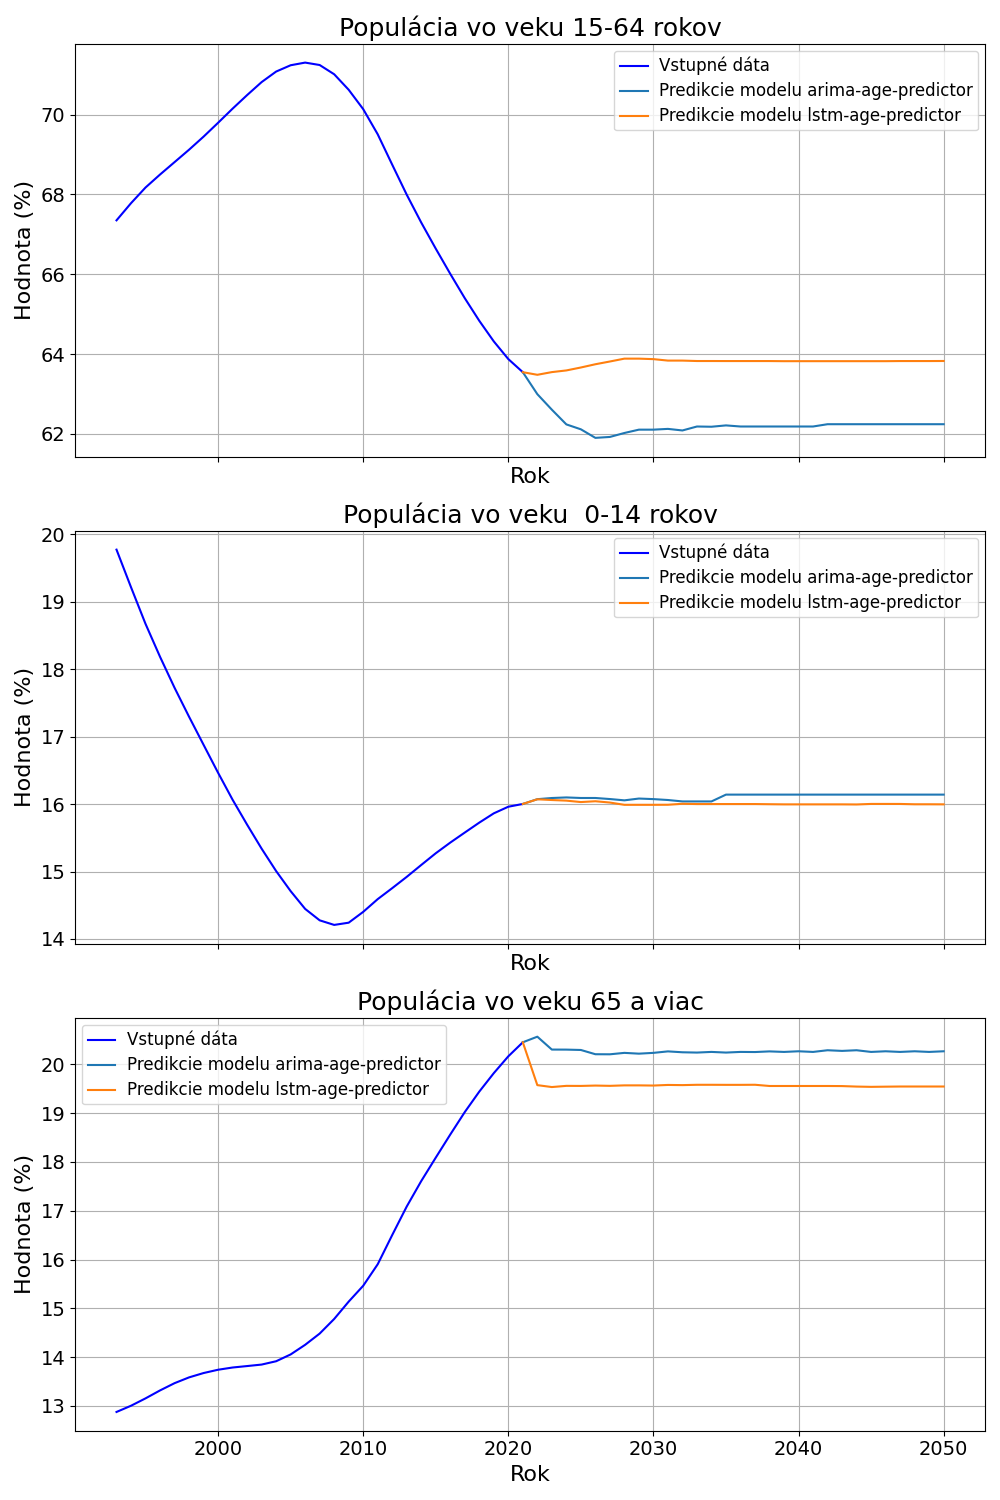 Populácia vo veku 15-64 rokov
Vstupné dáta
Predikcie modelu arima-age-predictor
Predikcie modelu lstm-age-predictor
Hodnota (%)
70
68
66
64
62
Rok
Populácia vo veku  0-14 rokov
Vstupné dáta
Predikcie modelu arima-age-predictor
Predikcie modelu lstm-age-predictor
Hodnota (%)
20
19
18
17
16
15
14
Rok
Populácia vo veku 65 a viac
Vstupné dáta
Predikcie modelu arima-age-predictor
Predikcie modelu lstm-age-predictor
Hodnota (%)
20
19
18
17
16
15
14
13
2000 2010 2020 2030 2040 2050
Rok